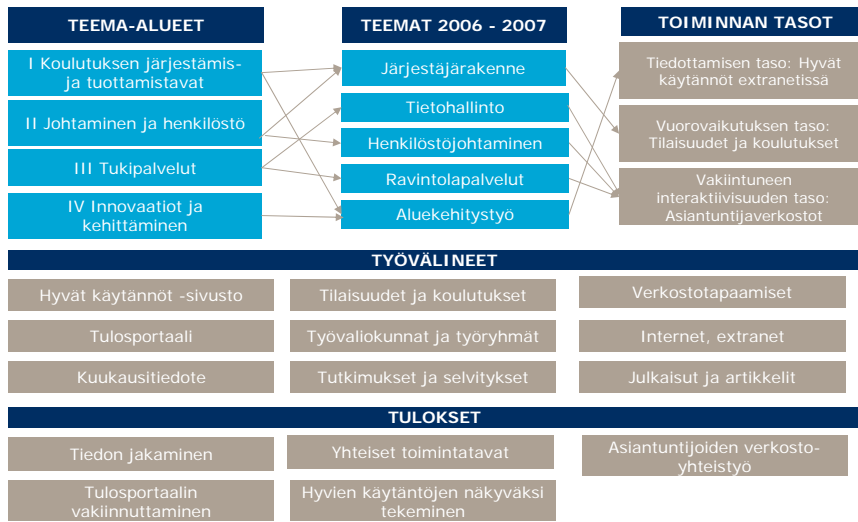 TEEMA-ALUEET
I Koulutuksen järjestämis-
ja tuottamistavat
II Johtaminen ja henkilöstö
III Tukipalvelut
IV Innovaatiot ja
kehittäminen
TEEMAT 2006 - 2007
Järjestäjärakenne
Tietohallinto
Henkilöstöjohtaminen
Ravintolapalvelut
Aluekehitystyö
TOIMINNAN TASOT
Tiedottamisen taso: Hyvät
käytännöt extranetissä
Vuorovaikutuksen taso:
Tilaisuudet ja koulutukset
Vakiintuneen
interaktiivisuuden taso:
Asiantuntijaverkostot
TYÖVÄLINEET
Hyvät käytännöt -sivusto
Tilaisuudet ja koulutukset
Verkostotapaamiset
Tulosportaali
Työvaliokunnat ja työryhmät
Internet, extranet
Kuukausitiedote
Tutkimukset ja selvitykset
Julkaisut ja artikkelit
TULOKSET
Tiedon jakaminen
Yhteiset toimintatavat
Asiantuntijoiden verkosto-
yhteistyö
Tulosportaalin
vakiinnuttaminen
Hyvien käytäntöjen näkyväksi
tekeminen